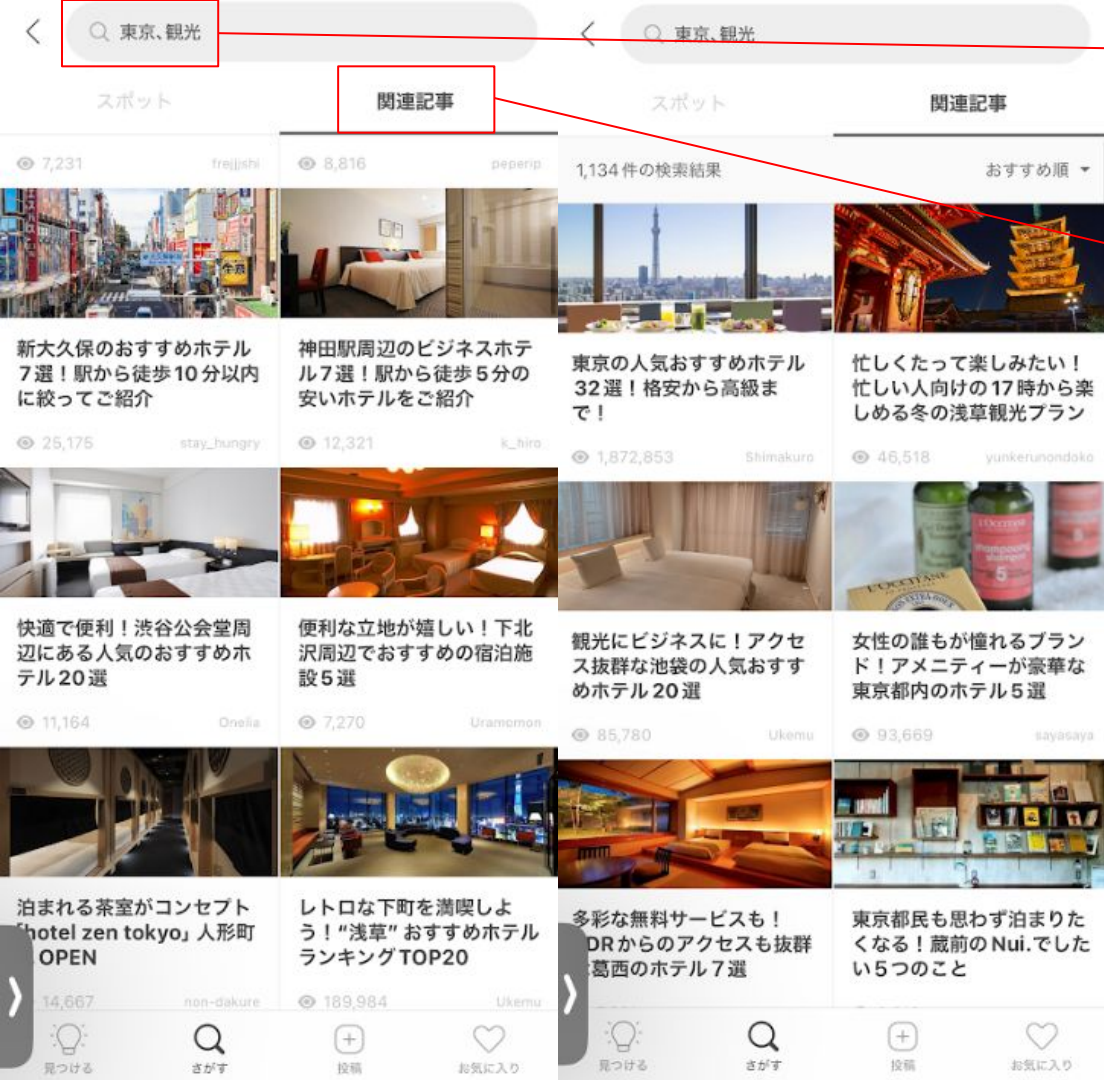 東京、観光
スポット
関連記事
7,231
frejjshi
8,816
peperip
新大久保のおすすめホテル
7選！駅から徒歩10分以内
に絞ってご紹介
25,175
stay_hungry
神田駅周辺のビジネスホテ
ル7選！駅から徒歩5分の
安いホテルをご紹介
12,321
k_hiro
快適で便利！渋谷公会堂周
辺にある人気のおすすめホ
テル20選
11,164
Onelia
便利な立地が嬉しい！下北
沢周辺でおすすめの宿泊施
設5選
7,270
Uramomon
泊まれる茶室がコンセプト
「hotel zen tokyo」人形町
OPEN
14,667
non-dakure
レトロな下町を満喫しよ
う！“浅草” おすすめホテル
ランキングTOP20
189,984
Ukemu
見つける
さがす
投稿
お気に入り
東京、観光
スポット
関連記事
1,134件の検索結果
おすすめ順
東京の人気おすすめホテル
32選！格安から高級ま
で！
1,872,853
Shimakuro
忙しくたって楽しみたい！
忙しい人向けの17時から楽
しめる冬の浅草観光プラン
46,518
yunkerunondoko
観光にビジネスに！アクセ
ス抜群な池袋の人気おすす
めホテル20選
85,780
Ukemu
L'OCCITANE
shampooing
5
女性の誰もが憧れるブラン
ド！アメニティーが豪華な
東京都内のホテル5選
93,669
sayasaya
多彩な無料サービスも！
DRからのアクセスも抜群
葛西のホテル7選
東京都民も思わず泊まりた
くなる！蔵前のNui.でした
い5つのこと
見つける
さがす
投稿
お気に入り